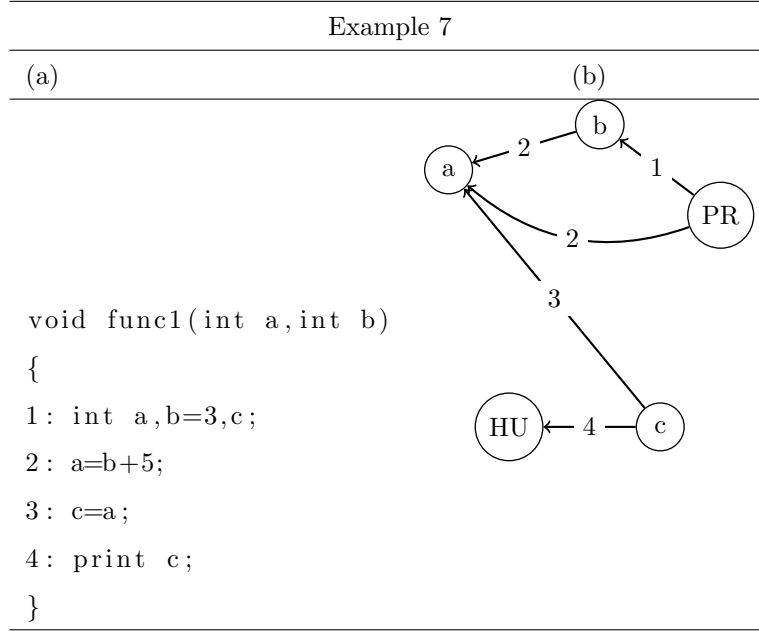 Example 7
(a) (b)
b
2
a
1
PR
2
3
void func1(int a,int b)
{
1: int a,b=3,c;
HU
4
c
2: a=b+5;
3: c=a;
4: print c;
}